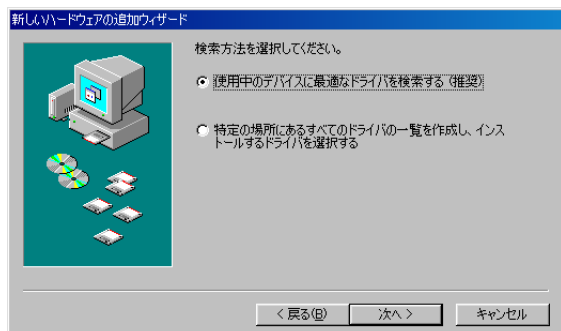 新しいハードウェアの追加ウィザード
検索方法を選択してください。
使用中のデバイスに最適なドライバを検索する (推奨)
特定の場所にあるすべてのドライバの一覧を作成し、インス
トールするドライバを選択する
< 戻る(B)
次へ >
キャンセル